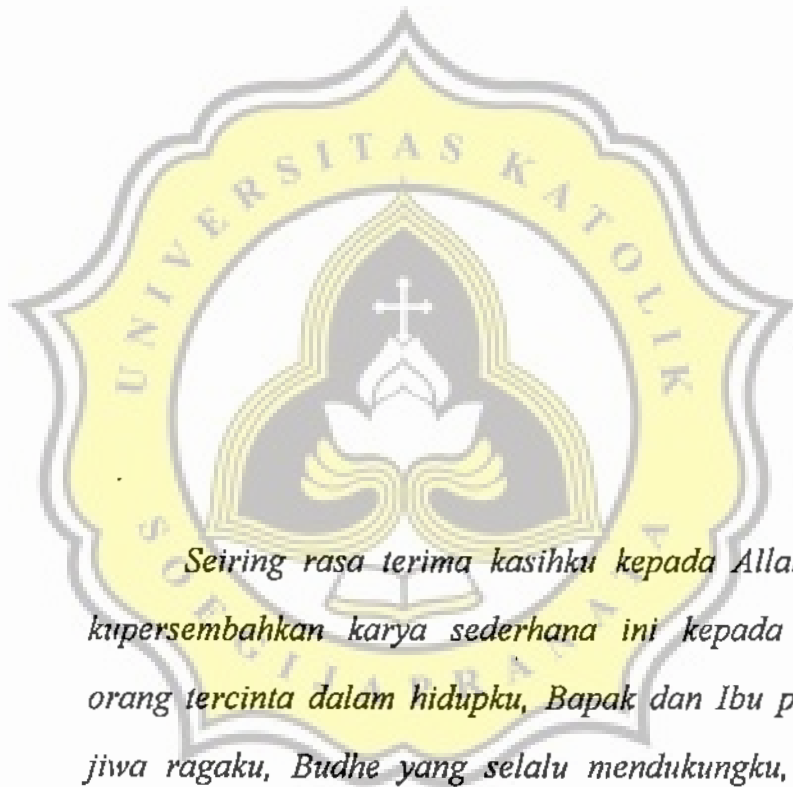 UNIVERSITAS KATOLIK
SOEGIJAPRANATA
Seiring rasa terima kasihku kepada Alla
kupersembahkan karya sederhana ini kepada
orang tercinta dalam hidupku, Bapak dan Ibu p
jiwa ragaku, Budhe yang selalu mendukungku,